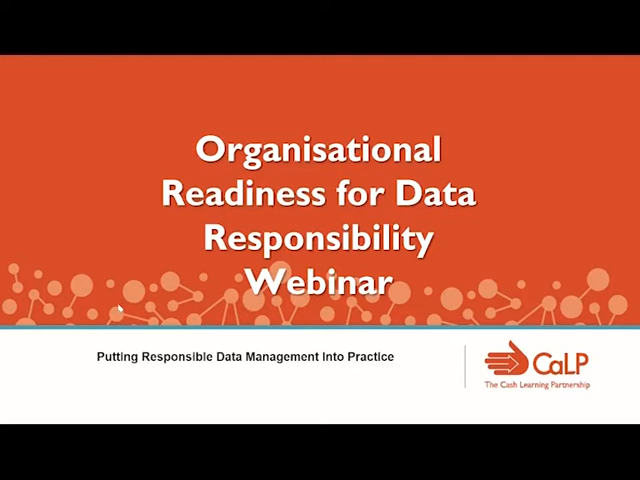 Organisational
Readiness for Data
Responsibility
Webinar
Putting Responsible Data Management Into Practice
CaLP
The Cash Learning Partnership